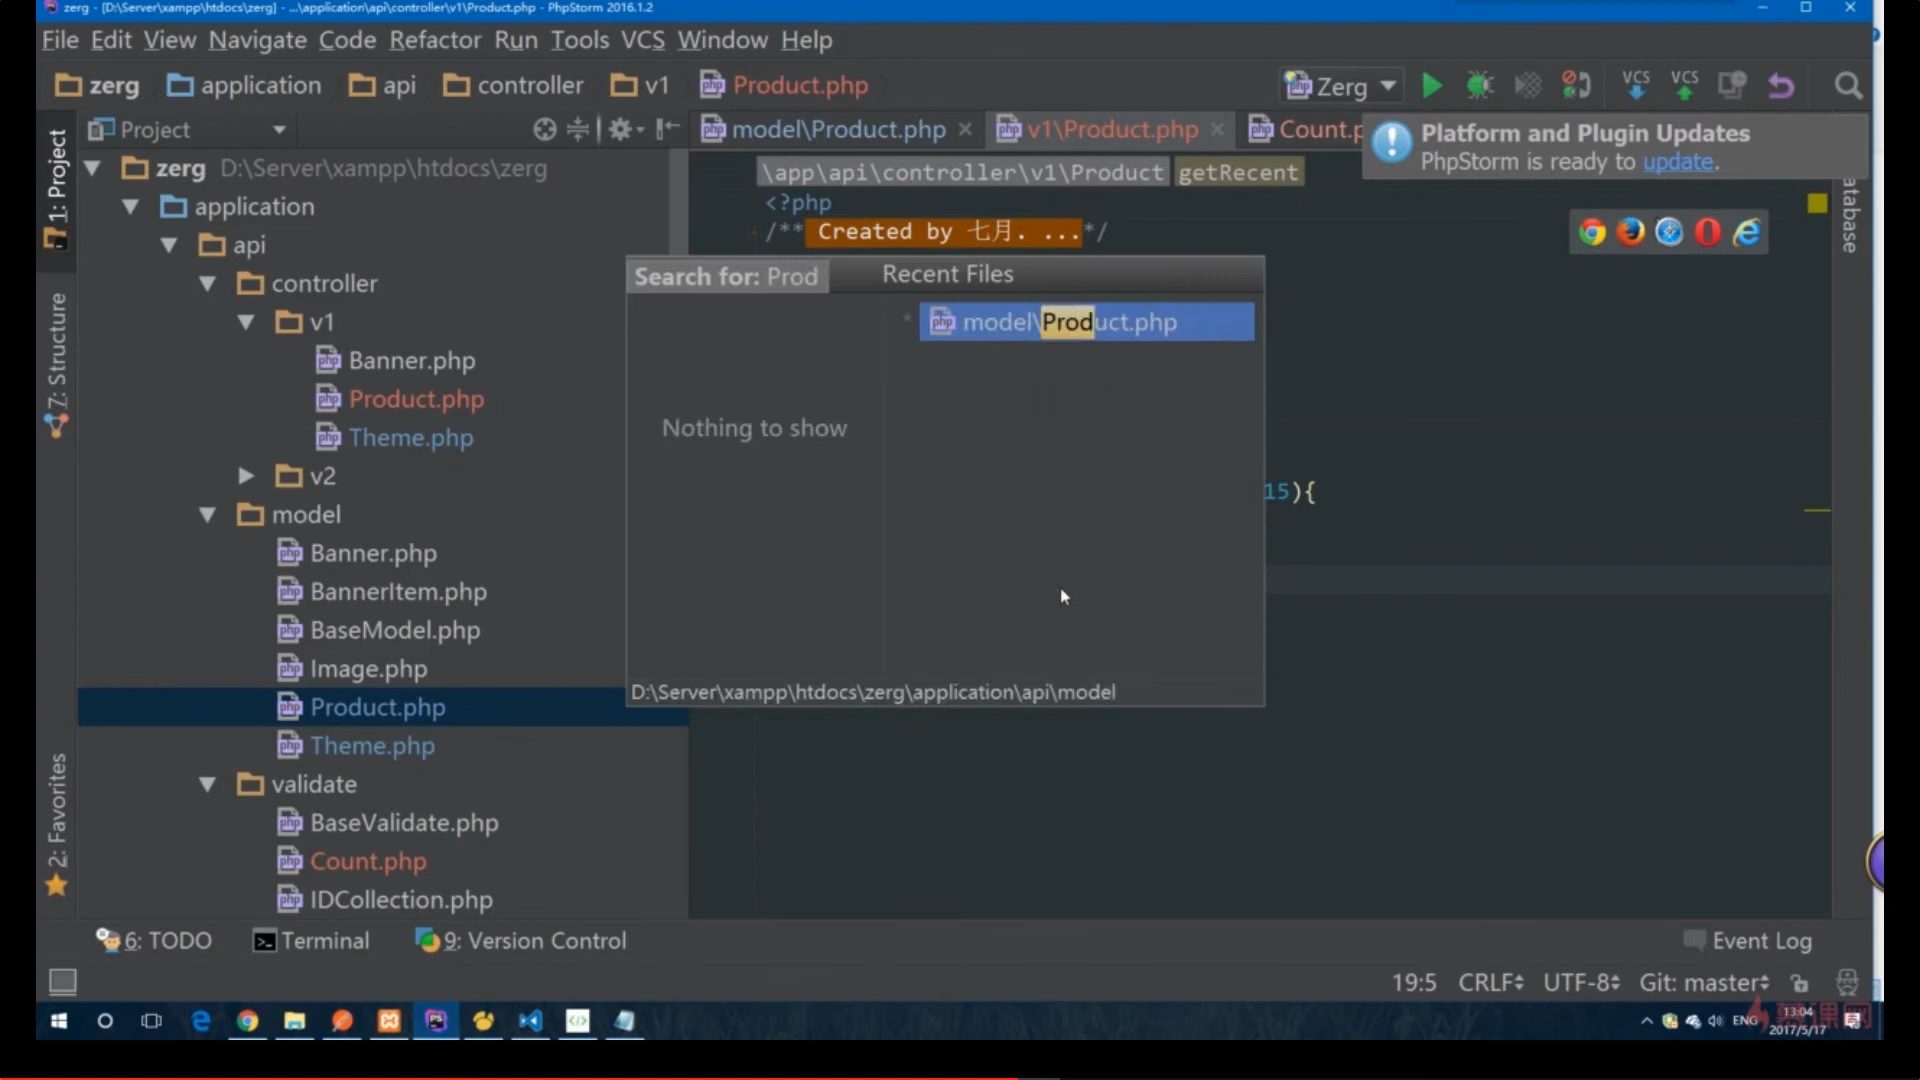 zerg - [D:\Server\xampp\htdocs\zerg] - ...\application\api\controller\v1\Product.php - PhpStorm 2016.1.2
File Edit View Navigate Code Refactor Run Tools VCS Window Help
zerg application api controller v1 Product.php
Zerg
VCS VCS
Project
model\Product.php
v1\Product.php
Count.p
Platform and Plugin Updates
PhpStorm is ready to update.
1: Project
7: Structure
2: Favorites
atabase
zerg D:\Server\xampp\htdocs\zerg
application
api
controller
v1
Banner.php
Product.php
Theme.php
v2
model
Banner.php
BannerItem.php
BaseModel.php
Image.php
Product.php
Theme.php
validate
BaseValidate.php
Count.php
IDCollection.php
\app\api\controller\v1\Product getRecent
<?php
/** Created by 七月. ...*/
Search for: Prod
Recent Files
model\Product.php
Nothing to show
15){
D:\Server\xampp\htdocs\zerg\application\api\model
6: TODO Terminal 9: Version Control
Event Log
19:5 CRLF UTF-8 Git: master
ENG
13:04
2017/5/17
慕课网